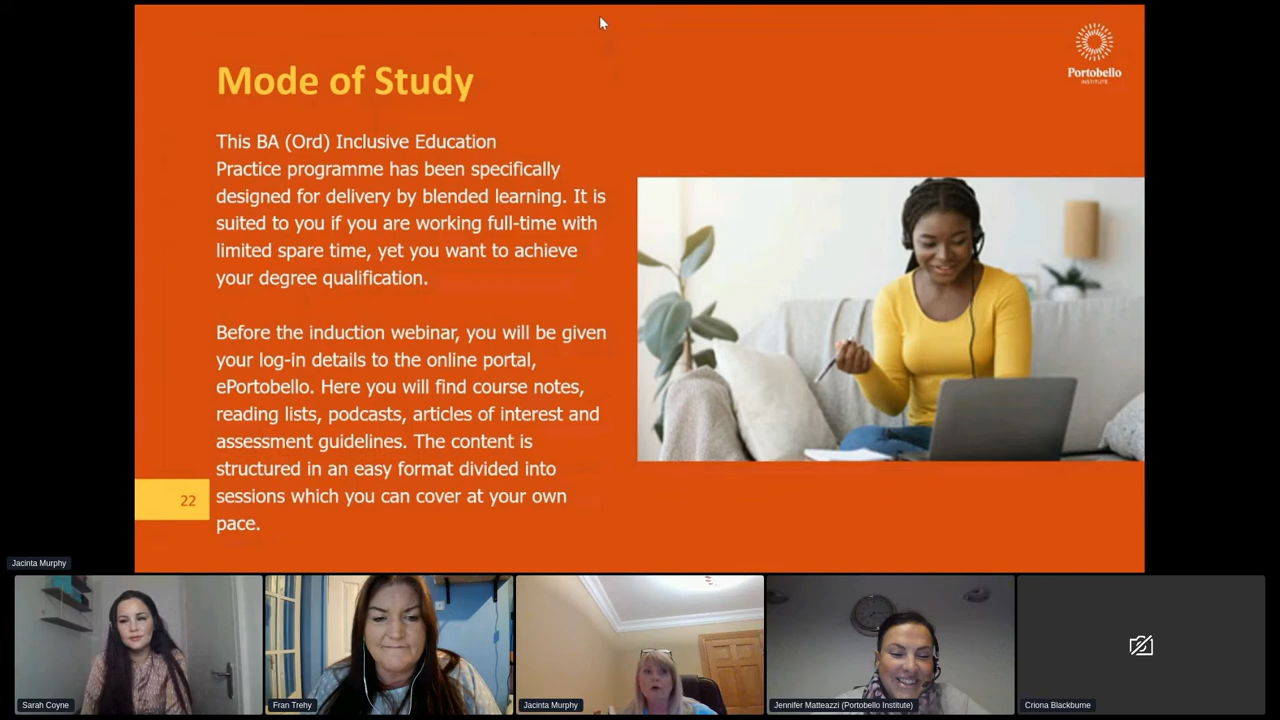 Portobello
INSTITUTE
Mode of Study
This BA (Ord) Inclusive Education
Practice programme has been specifically
designed for delivery by blended learning. It is
suited to you if you are working full-time with
limited spare time, yet you want to achieve
your degree qualification.
Before the induction webinar, you will be given
your log-in details to the online portal,
ePortobello. Here you will find course notes,
reading lists, podcasts, articles of interest and
assessment guidelines. The content is
structured in an easy format divided into
sessions which you can cover at your own
pace.
22
Jacinta Murphy
Sarah Coyne
Fran Trehy
Jacinta Murphy
Jennifer Matteazzi (Portobello Institute)
Criona Blackburne